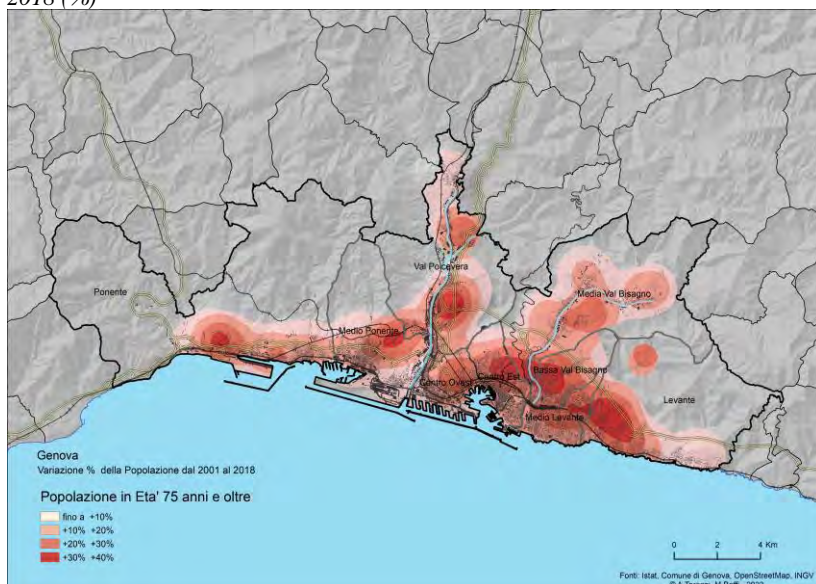 2018 (%)
Val Polcevera
Ponente
Media-Val Bisagno
Medio Ponente
Centro Ovest
Centro Est
Bassa Val Bisagno
Levante
Medio Levante
Genova
Variazione % della Popolazione dal 2001 al 2018
Popolazione in Eta' 75 anni e oltre
fino a +10%
+10% +20%
+20% +30%
+30% +40%
0 2 4 Km
Fonti: Istat, Comune di Genova, OpenStreetMap, INGV